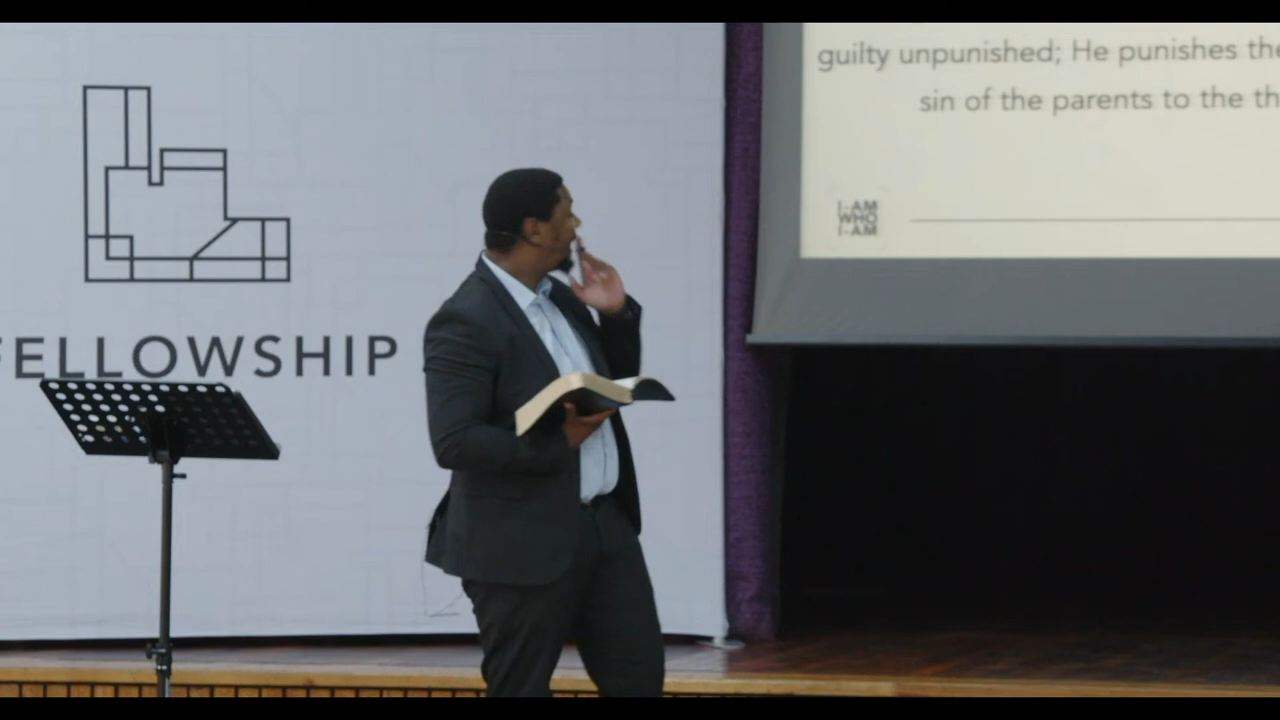 FELLOWSHIP
guilty unpunished; He punishes the
sin of the parents to the th
I-AM
WHO
I-AM